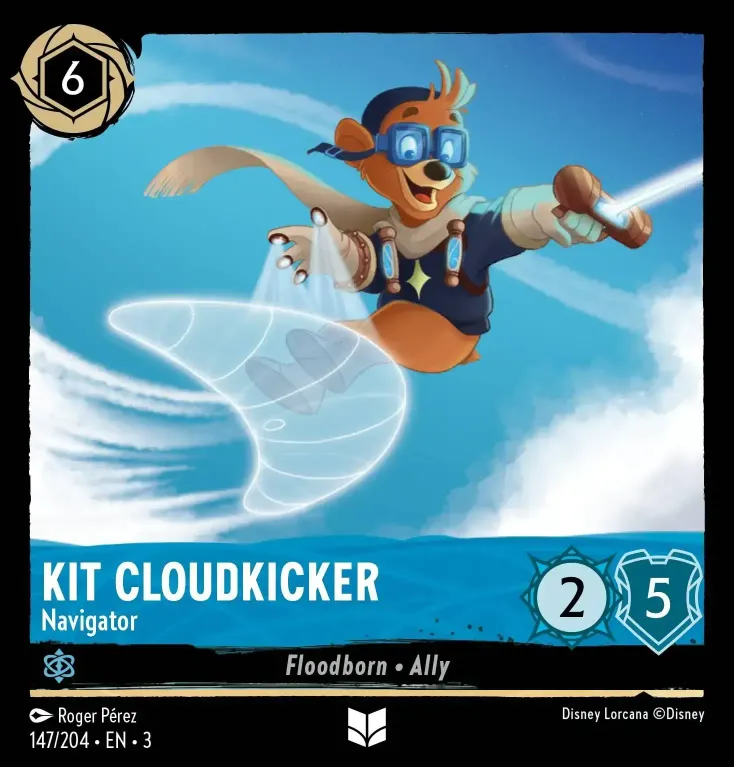 6
KIT CLOUDKICKER
Navigator
2
5
Floodborn • Ally
Roger Pérez
Disney Lorcana ©Disney
147/204 • EN • 3